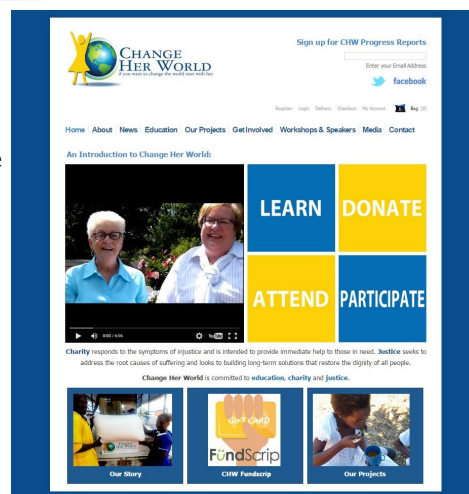 Sign up for CHW Progress Reports
CHANGE
HER WORLD
if you want to change the world start with her
Enter your Email Address
facebook
Register Login Delivery Checkout My Account Bag (0)
Home About News Education Our Projects Get Involved Workshops & Speakers Media Contact
An Introduction to Change Her World:
LEARN DONATE
ATTEND PARTICIPATE
0:00 / 6:06 YouTube
Charity responds to the symptoms of injustice and is intended to provide immediate help to those in need. Justice seeks to
address the root causes of suffering and looks to building long-term solutions that restore the dignity of all people.
Change Her World is committed to education, charity and justice.
GIFT CARD
FundScrip
Our Story CHW Fundscrip Our Projects